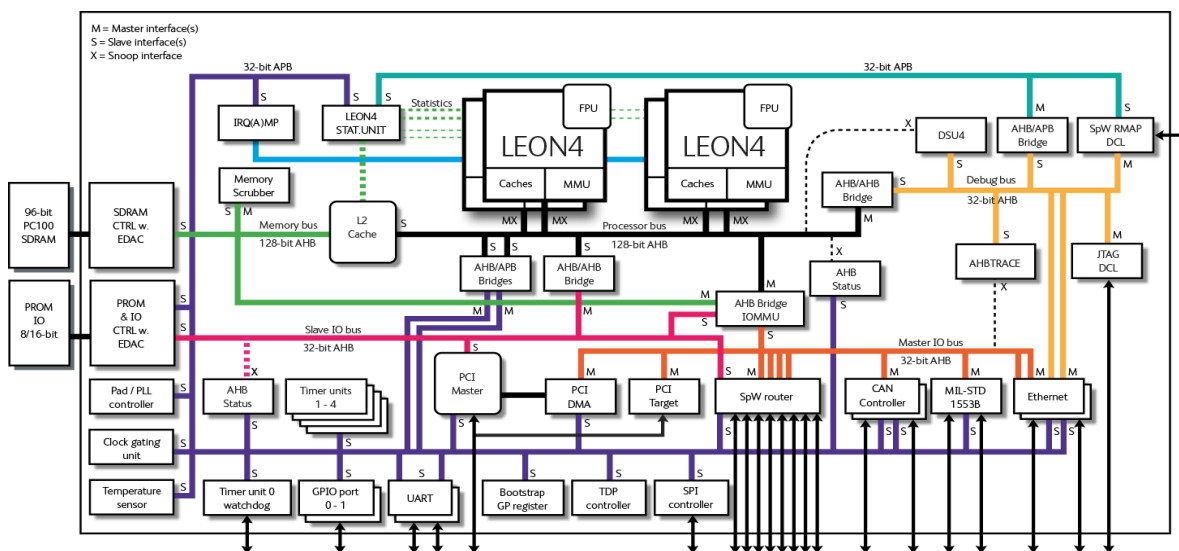 M = Master interface(s)
S = Slave interface(s)
X = Snoop interface
32-bit APB
32-bit APB
S
S
S
M
S
Statistics
IRQ(A)MP
LEON4
STAT.UNIT
FPU
LEON4
Caches
MMU
FPU
LEON4
Caches
MMU
X
DSU4
AHB/APB
Bridge
SpW RMAP
DCL
S
S
M
Memory
Scrubber
S
M
MX
MX
AHB/AHB
Bridge
S
M
Debug bus
32-bit AHB
96-bit
PC100
SDRAM
SDRAM
CTRL w.
EDAC
S
Memory bus
128-bit AHB
L2
Cache
S
Processor bus
128-bit AHB
S
S
S
X
S
M
AHB/APB
Bridges
AHB/AHB
Bridge
AHB
Status
AHBTRACE
JTAG
DCL
M
M
M
M
M
S
AHB Bridge
IOMMU
M
S
X
PROM
IO
8/16-bit
PROM
& IO
CTRL w.
EDAC
S
S
Slave IO bus
32-bit AHB
Master IO bus
32-bit AHB
X
S
M
M
S
M
M
M
M
Pad / PLL
controller
S
AHB
Status
Timer units
1 - 4
PCI
Master
PCI
DMA
PCI
Target
SpW router
CAN
Controller
MIL-STD
1553B
Ethernet
S
S
S
S
S
S
S
S
S
Clock gating
unit
S
Temperature
sensor
S
S
S
S
S
S
S
Timer unit 0
watchdog
GPIO port
0 - 1
UART
Bootstrap
GP register
TDP
controller
SPI
controller